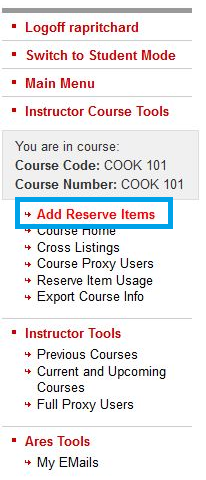 Logoff rapritchard
Switch to Student Mode
Main Menu
Instructor Course Tools
You are in course:
Course Code: COOK 101
Course Number: COOK 101
Add Reserve Items
Course Home
Cross Listings
Course Proxy Users
Reserve Item Usage
Export Course Info
Instructor Tools
Previous Courses
Current and Upcoming
Courses
Full Proxy Users
Ares Tools
My EMails